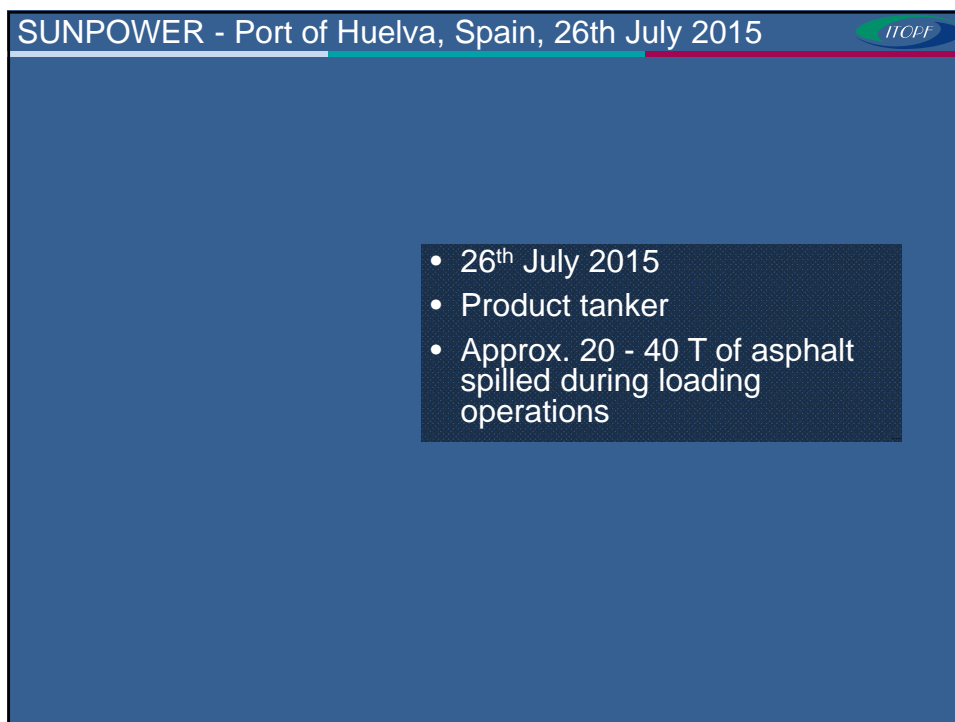 SUNPOWER - Port of Huelva, Spain, 26th July 2015
ITOPF
• 26th July 2015
• Product tanker
• Approx. 20 - 40 T of asphalt
spilled during loading
operations